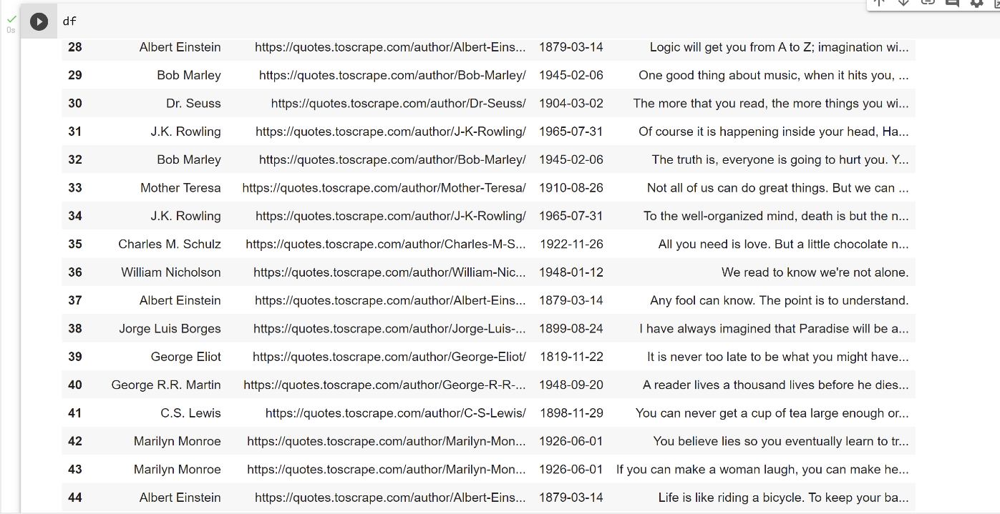 df
0s
28 Albert Einstein https://quotes.toscrape.com/author/Albert-Eins... 1879-03-14 Logic will get you from A to Z; imagination wi...
29 Bob Marley https://quotes.toscrape.com/author/Bob-Marley/ 1945-02-06 One good thing about music, when it hits you, ...
30 Dr. Seuss https://quotes.toscrape.com/author/Dr-Seuss/ 1904-03-02 The more that you read, the more things you wi...
31 J.K. Rowling https://quotes.toscrape.com/author/J-K-Rowling/ 1965-07-31 Of course it is happening inside your head, Ha...
32 Bob Marley https://quotes.toscrape.com/author/Bob-Marley/ 1945-02-06 The truth is, everyone is going to hurt you. Y...
33 Mother Teresa https://quotes.toscrape.com/author/Mother-Teresa/ 1910-08-26 Not all of us can do great things. But we can ...
34 J.K. Rowling https://quotes.toscrape.com/author/J-K-Rowling/ 1965-07-31 To the well-organized mind, death is but the n...
35 Charles M. Schulz https://quotes.toscrape.com/author/Charles-M-S... 1922-11-26 All you need is love. But a little chocolate n...
36 William Nicholson https://quotes.toscrape.com/author/William-Nic... 1948-01-12 We read to know we're not alone.
37 Albert Einstein https://quotes.toscrape.com/author/Albert-Eins... 1879-03-14 Any fool can know. The point is to understand.
38 Jorge Luis Borges https://quotes.toscrape.com/author/Jorge-Luis-... 1899-08-24 I have always imagined that Paradise will be a...
39 George Eliot https://quotes.toscrape.com/author/George-Eliot/ 1819-11-22 It is never too late to be what you might have...
40 George R.R. Martin https://quotes.toscrape.com/author/George-R-R-... 1948-09-20 A reader lives a thousand lives before he dies...
41 C.S. Lewis https://quotes.toscrape.com/author/C-S-Lewis/ 1898-11-29 You can never get a cup of tea large enough or...
42 Marilyn Monroe https://quotes.toscrape.com/author/Marilyn-Mon... 1926-06-01 You believe lies so you eventually learn to tr...
43 Marilyn Monroe https://quotes.toscrape.com/author/Marilyn-Mon... 1926-06-01 If you can make a woman laugh, you can make he...
44 Albert Einstein https://quotes.toscrape.com/author/Albert-Eins... 1879-03-14 Life is like riding a bicycle. To keep your ba...